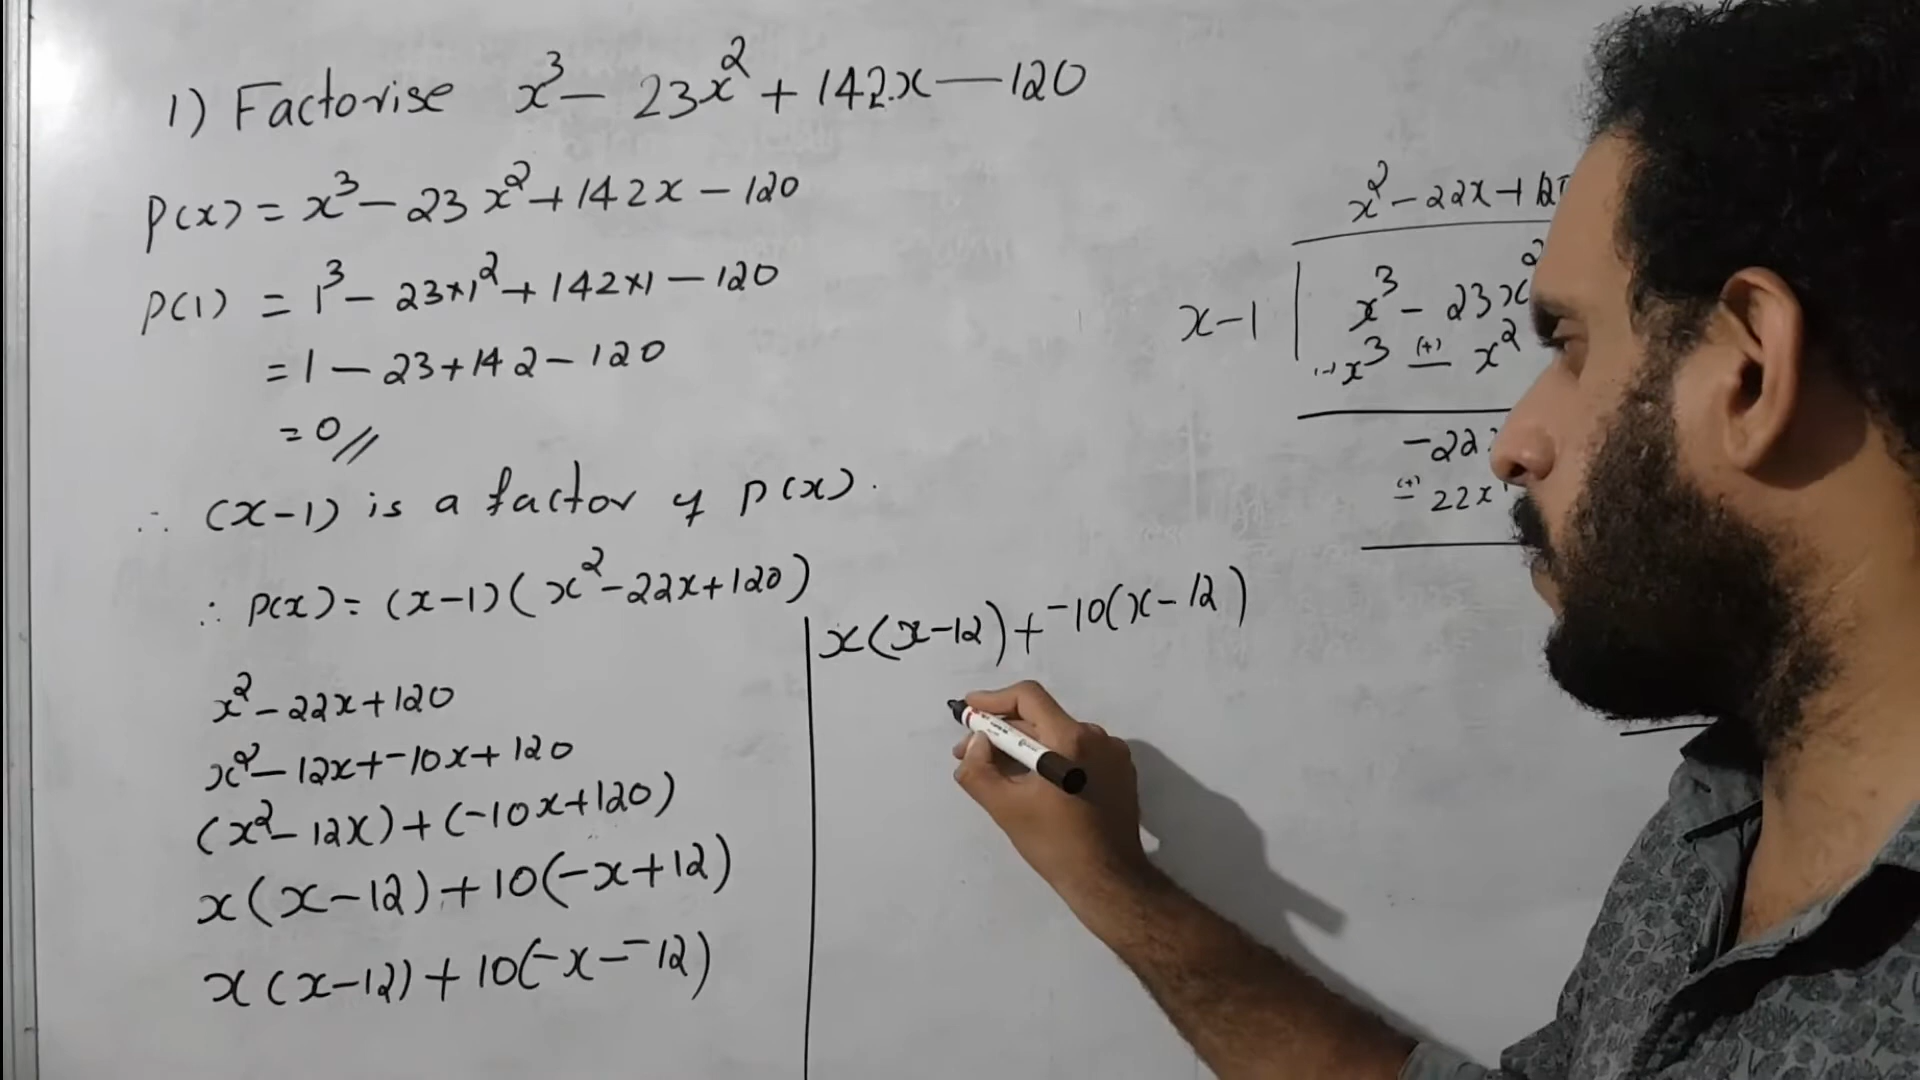 1) Factorise x³ – 23x² + 142x — 120
P(x) = x³ – 23x² + 142x – 120
P(1) = 1³ – 23×1² + 142×1 – 120
= 1 – 23 + 142 – 120
= 0 //
∴ (x-1) is a factor of P(x).
∴ P(x) = (x-1)(x² – 22x + 120)
x² – 22x + 120
x² – 12x + ⁻10x + 120
(x² – 12x) + (-10x + 120)
x(x – 12) + 10(-x + 12)
x(x – 12) + 10(-x – ⁻12)
x(x – 12) + ⁻10(x – 12)
x² – 22x + 120
x – 1 | x³ – 23x²
(-) x³ (+) – x²
-22
(+) – 22x